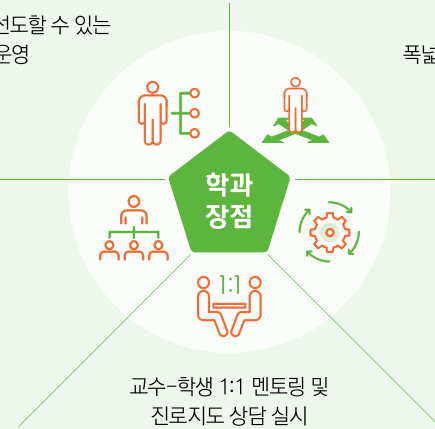 선도할 수 있는
운영
폭넓
학과
장점
1:1
교수-학생 1:1 멘토링 및
진로지도 상담 실시